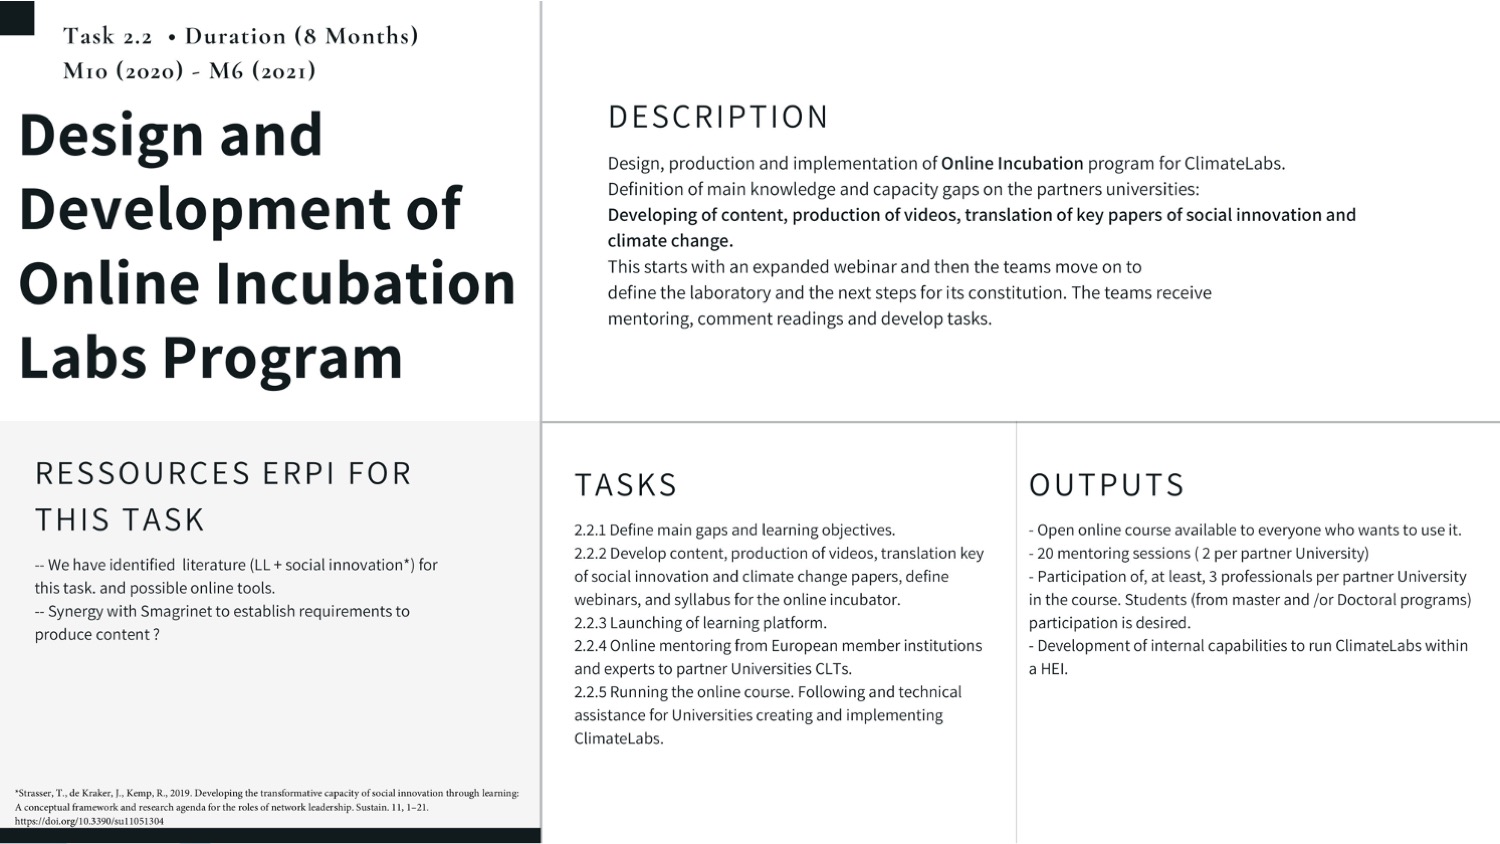 Task 2.2 • Duration (8 Months)
M10 (2020) - M6 (2021)
Design and
Development of
Online Incubation
Labs Program
DESCRIPTION
Design, production and implementation of Online Incubation program for ClimateLabs.
Definition of main knowledge and capacity gaps on the partners universities:
Developing of content, production of videos, translation of key papers of social innovation and
climate change.
This starts with an expanded webinar and then the teams move on to
define the laboratory and the next steps for its constitution. The teams receive
mentoring, comment readings and develop tasks.
RESSOURCES ERPI FOR
THIS TASK
-- We have identified literature (LL + social innovation*) for
this task. and possible online tools.
-- Synergy with Smagrinet to establish requirements to
produce content ?
*Strasser, T., de Kraker, J., Kemp, R., 2019. Developing the transformative capacity of social innovation through learning:
A conceptual framework and research agenda for the roles of network leadership. Sustain. 11, 1–21.
https://doi.org/10.3390/su11051304
TASKS
2.2.1 Define main gaps and learning objectives.
2.2.2 Develop content, production of videos, translation key
of social innovation and climate change papers, define
webinars, and syllabus for the online incubator.
2.2.3 Launching of learning platform.
2.2.4 Online mentoring from European member institutions
and experts to partner Universities CLTs.
2.2.5 Running the online course. Following and technical
assistance for Universities creating and implementing
ClimateLabs.
OUTPUTS
- Open online course available to everyone who wants to use it.
- 20 mentoring sessions ( 2 per partner University)
- Participation of, at least, 3 professionals per partner University
in the course. Students (from master and /or Doctoral programs)
participation is desired.
- Development of internal capabilities to run ClimateLabs within
a HEI.